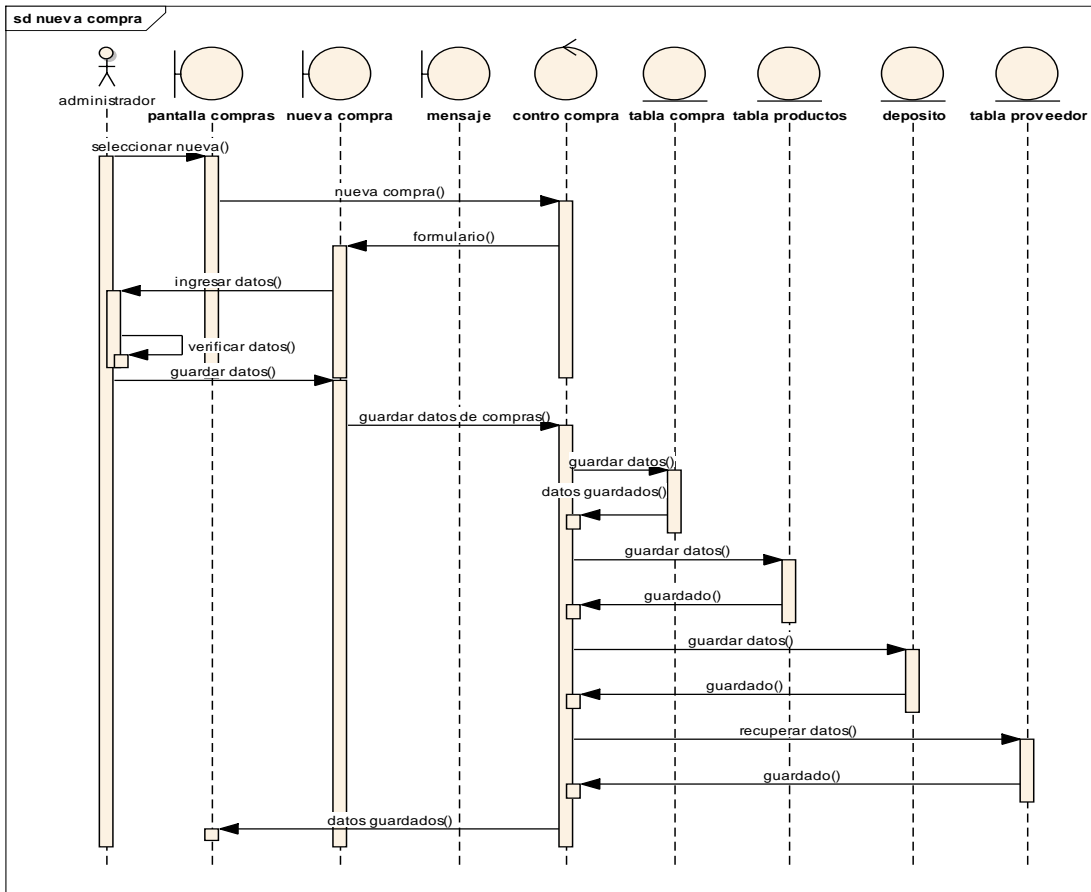 sd nueva compra
administrador
pantalla compras
nueva compra
mensaje
contro compra
tabla compra
tabla productos
deposito
tabla proveedor
seleccionar nueva()
nueva compra()
formulario()
ingresar datos()
verificar datos()
guardar datos()
guardar datos de compras()
guardar datos()
datos guardados()
guardar datos()
guardado()
guardar datos()
guardado()
recuperar datos()
guardado()
datos guardados()